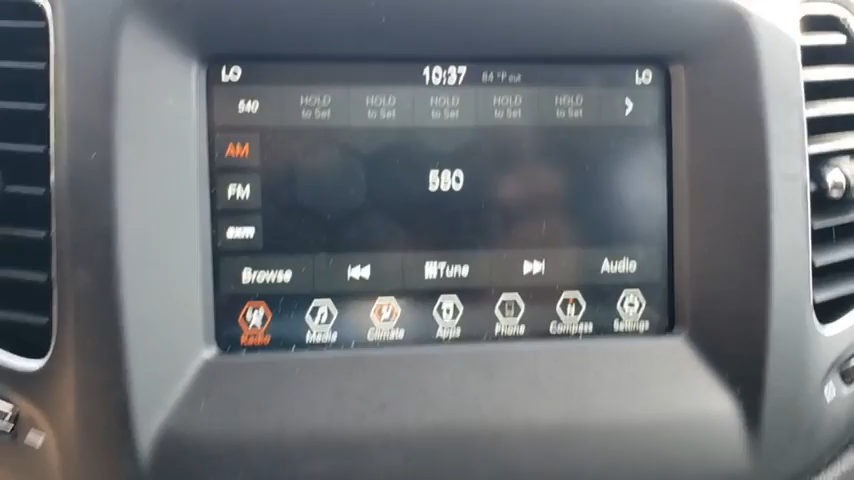 LO 10:37 84 °F out LO
540 HOLD to Set HOLD to Set HOLD to Set HOLD to Set HOLD to Set
AM
580
FM
SXM
Browse Tune Audio
Radio Media Climate Apps Phone Compass Settings